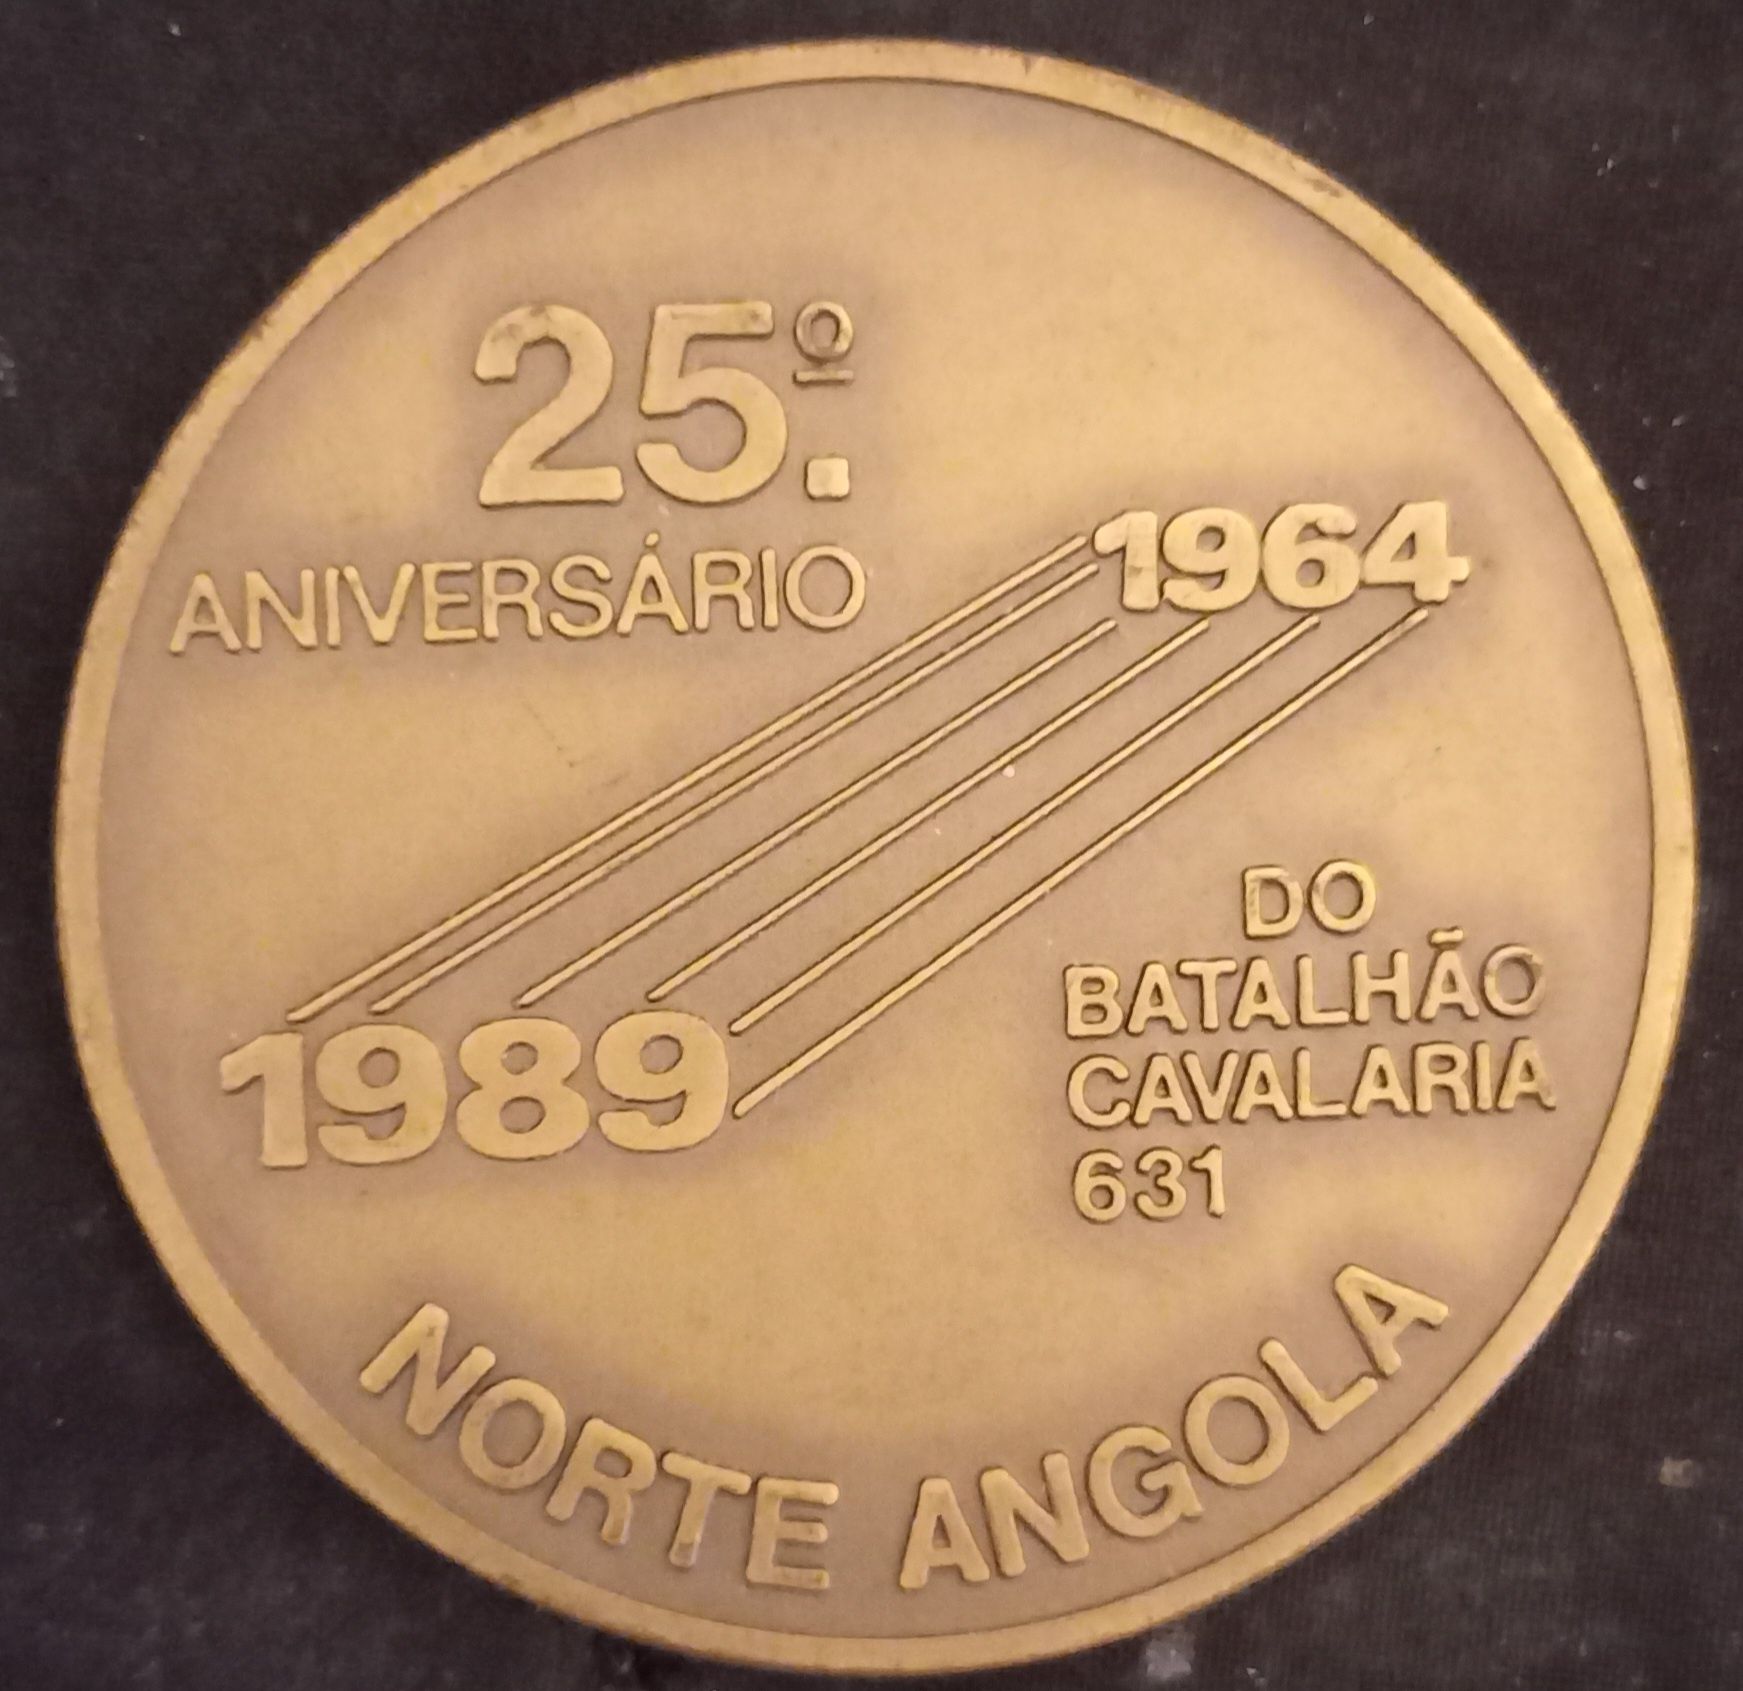 25.º
ANIVERSÁRIO
1964
1989
DO
BATALHÃO
CAVALARIA
631
NORTE ANGOLA